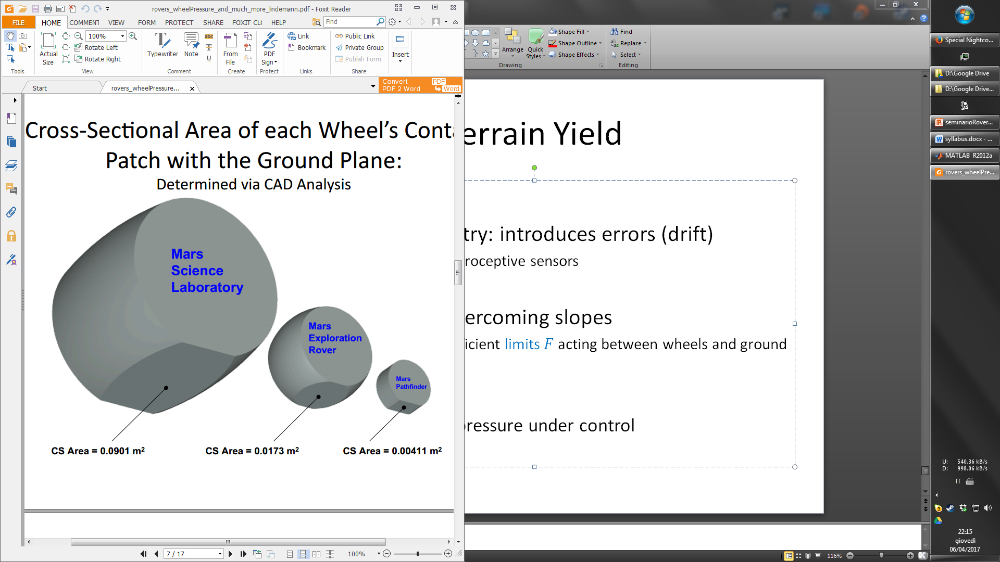 rovers_wheelPressure_and_much_more_lindemann.pdf - Foxit Reader
FILE HOME COMMENT VIEW FORM PROTECT SHARE FOXIT CLO HELP Find
100%
Rotate Left
Rotate Right
Actual Size
Tools
View
Typewriter
Note
Comment
From File
Create
PDF Sign
Protect
Link
Bookmark
Links
Public Link
Private Group
Publish Form
Share
Insert
Start
rovers_wheelPressure...
Convert PDF 2 Word
PDF
Word
Cross-Sectional Area of each Wheel's Conta
Patch with the Ground Plane:
Determined via CAD Analysis
Mars
Science
Laboratory
Mars
Exploration
Rover
Mars
Pathfinder
CS Area = 0.0901 m²
CS Area = 0.0173 m²
CS Area = 0.00411 m²
7 / 17
100%
Arrange
Quick Styles
Shape Fill
Shape Outline
Shape Effects
Drawing
Find
Replace
Select
Editing
errain Yield
try: introduces errors (drift)
roceptive sensors
ercoming slopes
ficient limits F acting between wheels and ground
pressure under control
116%
Special Nightco...
D:\Google Drive
D:\Google Drive...
seminarioRover...
syllabus.docx - ...
MATLAB R2012a
rovers_wheelPre...
U: 540.36 kB/s
D: 998.06 kB/s
IT
22:15
giovedì
06/04/2017